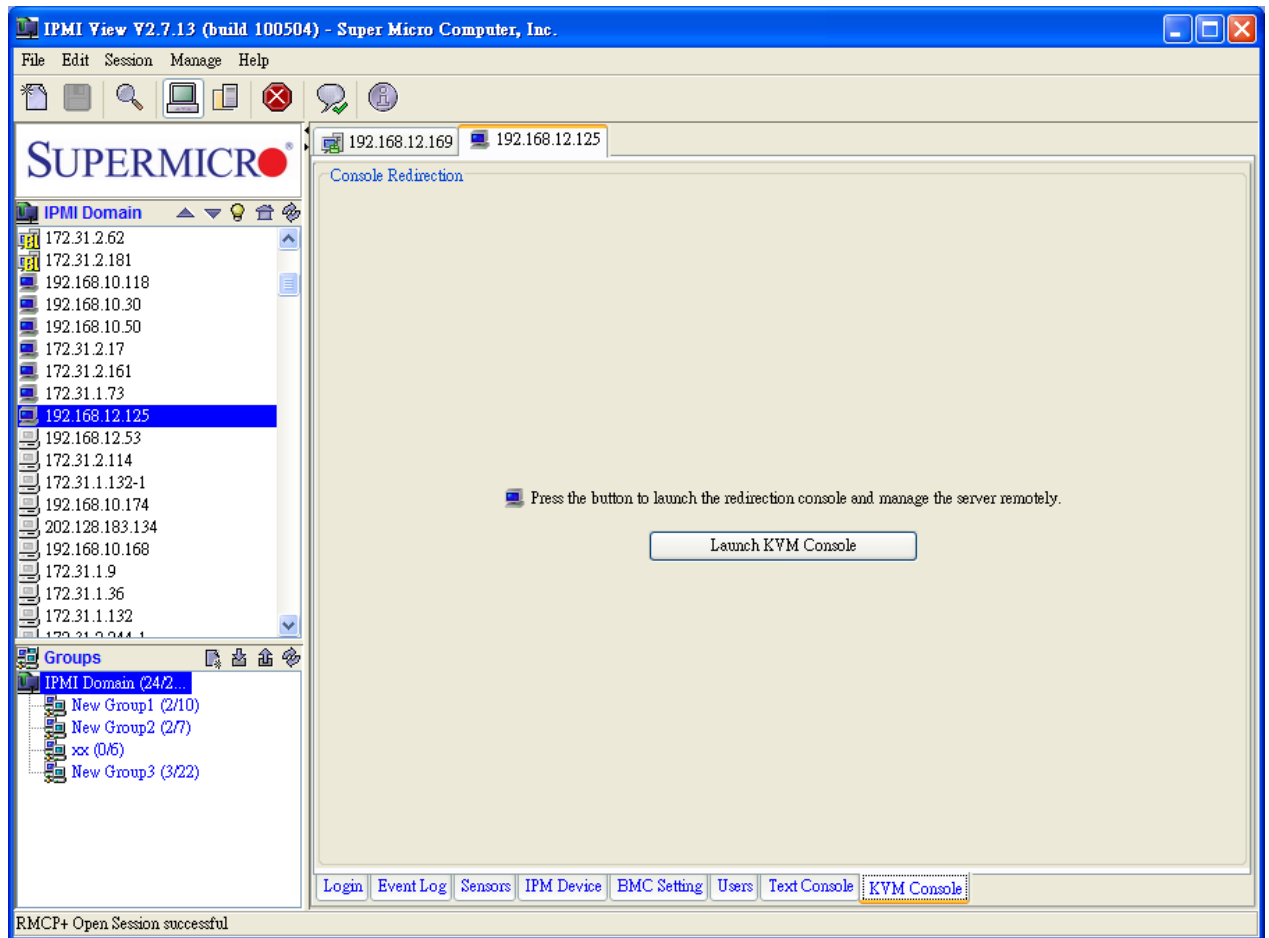 IPMI View V2.7.13 (build 100504) - Super Micro Computer, Inc.
File Edit Session Manage Help
SUPERMICRO
IPMI Domain
172.31.2.62
172.31.2.181
192.168.10.118
192.168.10.30
192.168.10.50
172.31.2.17
172.31.2.161
172.31.1.73
192.168.12.125
192.168.12.53
172.31.2.114
172.31.1.132-1
192.168.10.174
202.128.183.134
192.168.10.168
172.31.1.9
172.31.1.36
172.31.1.132
172.31.2.244-1
Groups
IPMI Domain (24/2...
New Group1 (2/10)
New Group2 (2/7)
xx (0/6)
New Group3 (3/22)
192.168.12.169 192.168.12.125
Console Redirection
Press the button to launch the redirection console and manage the server remotely.
Launch KVM Console
Login Event Log Sensors IPM Device BMC Setting Users Text Console KVM Console
RMCP+ Open Session successful